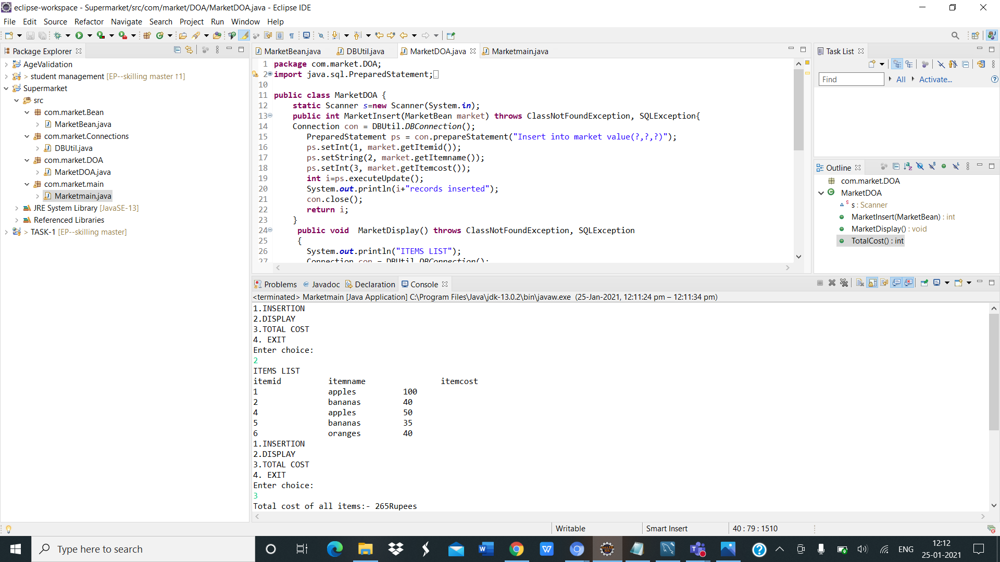 eclipse-workspace - Supermarket/src/com/market/DOA/MarketDOA.java - Eclipse IDE
File Edit Source Refactor Navigate Search Project Run Window Help
Package Explorer
AgeValidation
> student management [EP--skilling master ↑1]
Supermarket
src
com.market.Bean
MarketBean.java
com.market.Connections
DBUtil.java
com.market.DOA
MarketDOA.java
com.market.main
Marketmain.java
JRE System Library [JavaSE-13]
Referenced Libraries
> TASK-1 [EP--skilling master]
MarketBean.java DBUtil.java MarketDOA.java Marketmain.java
1 package com.market.DOA;
2 import java.sql.PreparedStatement;
10
11 public class MarketDOA {
12 static Scanner s=new Scanner(System.in);
13 public int MarketInsert(MarketBean market) throws ClassNotFoundException, SQLException{
14 Connection con = DBUtil.DBConnection();
15 PreparedStatement ps = con.prepareStatement("Insert into market value(?,?,?)");
16 ps.setInt(1, market.getItemid());
17 ps.setString(2, market.getItemname());
18 ps.setInt(3, market.getItemcost());
19 int i=ps.executeUpdate();
20 System.out.println(i+"records inserted");
21 con.close();
22 return i;
23 }
24 public void MarketDisplay() throws ClassNotFoundException, SQLException
25 {
26 System.out.println("ITEMS LIST");
27 Connection con = DBUtil.DBConnection();
Task List
Find All Activate...
Outline
com.market.DOA
MarketDOA
s : Scanner
MarketInsert(MarketBean) : int
MarketDisplay() : void
TotalCost() : int
Problems Javadoc Declaration Console
<terminated> Marketmain [Java Application] C:\Program Files\Java\jdk-13.0.2\bin\javaw.exe (25-Jan-2021, 12:11:24 pm – 12:11:34 pm)
1.INSERTION
2.DISPLAY
3.TOTAL COST
4. EXIT
Enter choice:
2
ITEMS LIST
itemid itemname itemcost
1 apples 100
2 bananas 40
4 apples 50
5 bananas 35
6 oranges 40
1.INSERTION
2.DISPLAY
3.TOTAL COST
4. EXIT
Enter choice:
3
Total cost of all items:- 265Rupees
Writable Smart Insert 40 : 79 : 1510
Type here to search
ENG
12:12
25-01-2021